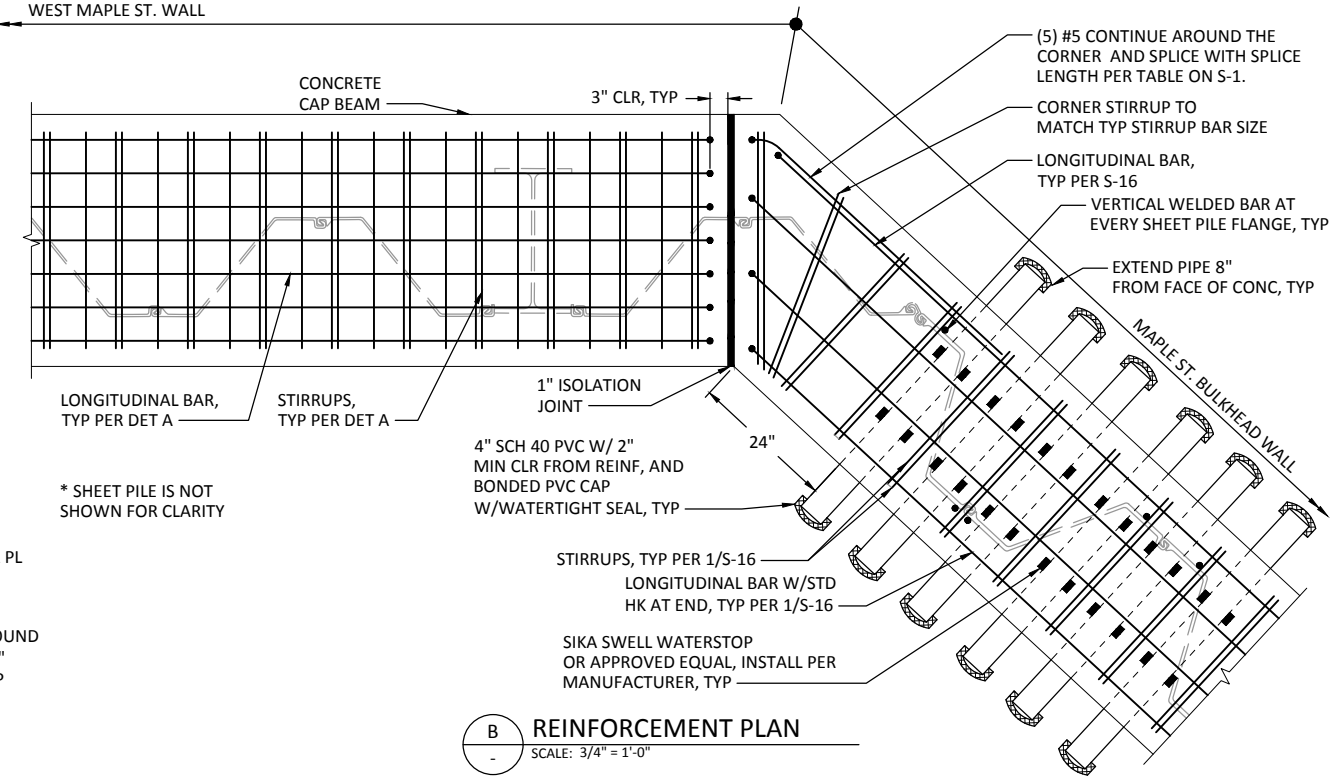 WEST MAPLE ST. WALL
CONCRETE
CAP BEAM
3" CLR, TYP
(5) #5 CONTINUE AROUND THE
CORNER AND SPLICE WITH SPLICE
LENGTH PER TABLE ON S-1.
CORNER STIRRUP TO
MATCH TYP STIRRUP BAR SIZE
LONGITUDINAL BAR,
TYP PER S-16
VERTICAL WELDED BAR AT
EVERY SHEET PILE FLANGE, TYP
EXTEND PIPE 8"
FROM FACE OF CONC, TYP
MAPLE ST. BULKHEAD WALL
LONGITUDINAL BAR,
TYP PER DET A
STIRRUPS,
TYP PER DET A
1" ISOLATION
JOINT
24"
4" SCH 40 PVC W/ 2"
MIN CLR FROM REINF, AND
BONDED PVC CAP
W/WATERTIGHT SEAL, TYP
* SHEET PILE IS NOT
SHOWN FOR CLARITY
PL
OUND
"
P
STIRRUPS, TYP PER 1/S-16
LONGITUDINAL BAR W/STD
HK AT END, TYP PER 1/S-16
SIKA SWELL WATERSTOP
OR APPROVED EQUAL, INSTALL PER
MANUFACTURER, TYP
B
-
REINFORCEMENT PLAN
SCALE: 3/4" = 1'-0"